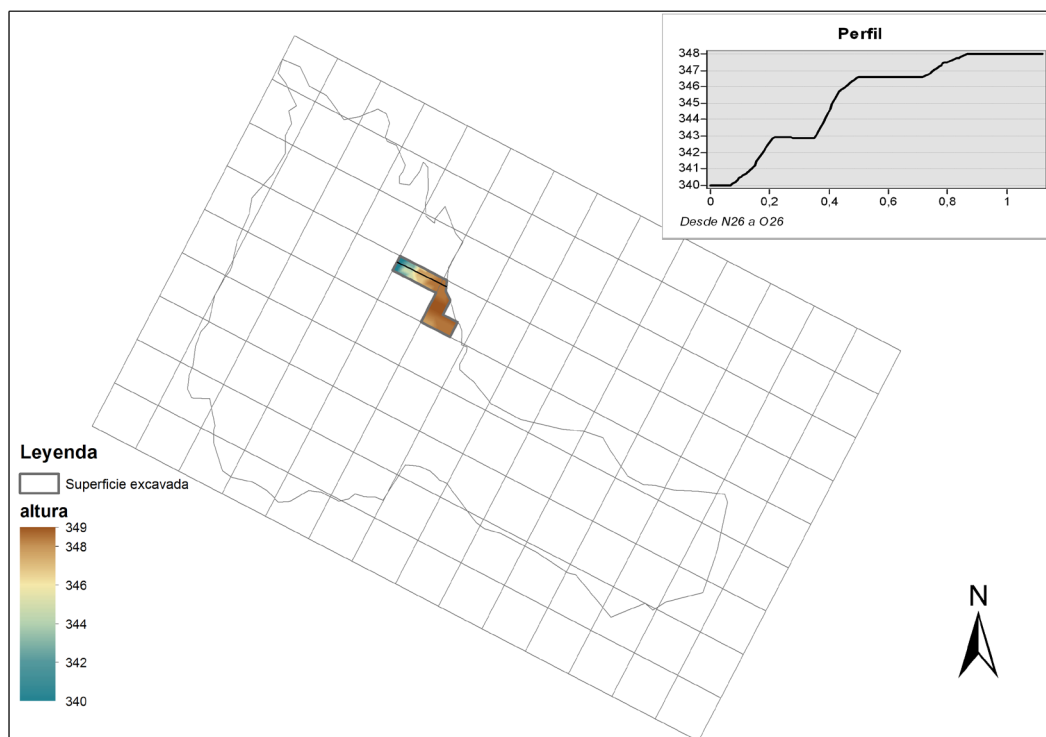 Perfil
348
347
346
345
344
343
342
341
340
0 0,2 0,4 0,6 0,8 1
Desde N26 a O26
Leyenda
Superficie excavada
altura
349
348
346
344
342
340
N